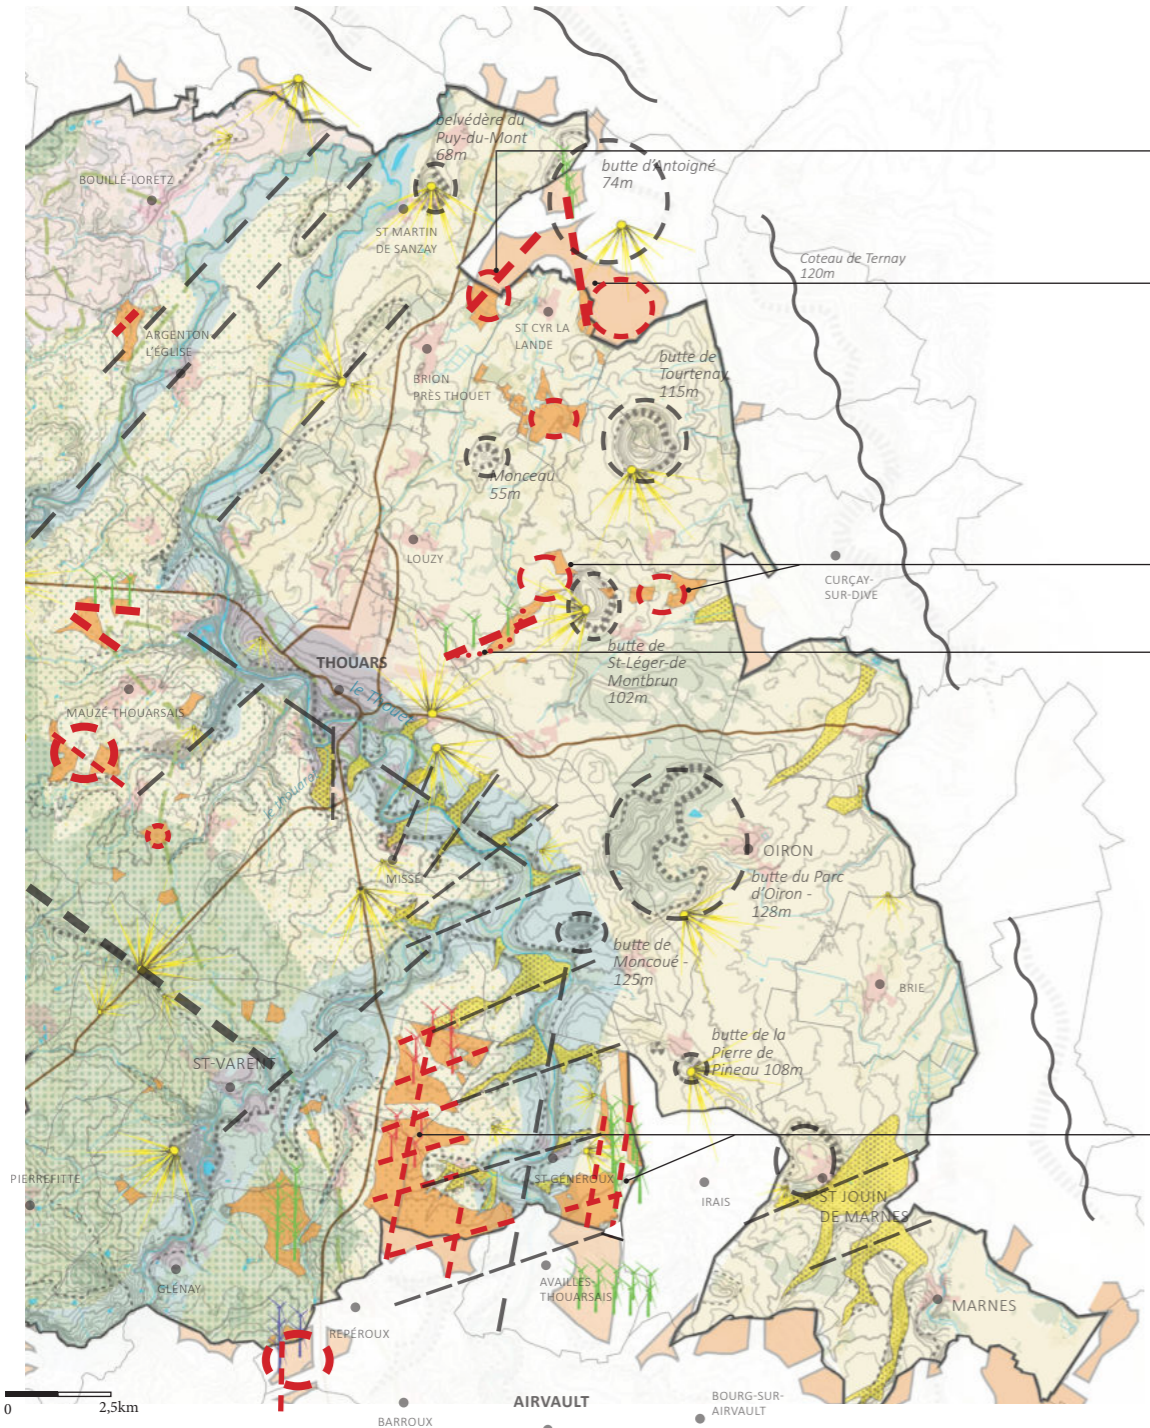 belvédère du
Puy-du-Mont
68m
butte d'Antoigné
74m
BOUILLÉ-LORETZ
ST MARTIN
DE SANZAY
Coteau de Ternay
120m
ARGENTON
L'ÉGLISE
ST CYR LA
LANDE
BRION
PRÈS THOUET
butte de
Tourtenay
115m
Monceau
55m
LOUZY
CURÇAY-
SUR-DIVE
THOUARS
butte de
St-Léger-de
Montbrun
102m
le Thouet
MAUZÉ-THOUARSAIS
le Thouaret
OIRON
MISSÉ
butte du Parc
d'Oiron -
128m
butte de
Moncoué -
125m
BRIE
butte de la
Pierre de
Pineau 108m
ST-VARENT
PIERREFITTE
ST-GÉNÉROUX
IRAIS
ST JOUIN
DE MARNES
GLÉNAY
AVAILLES-
THOUARSAIS
MARNES
REPÉROUX
0
2,5km
AIRVAULT
BOURG-SUR-
AIRVAULT
BARROUX